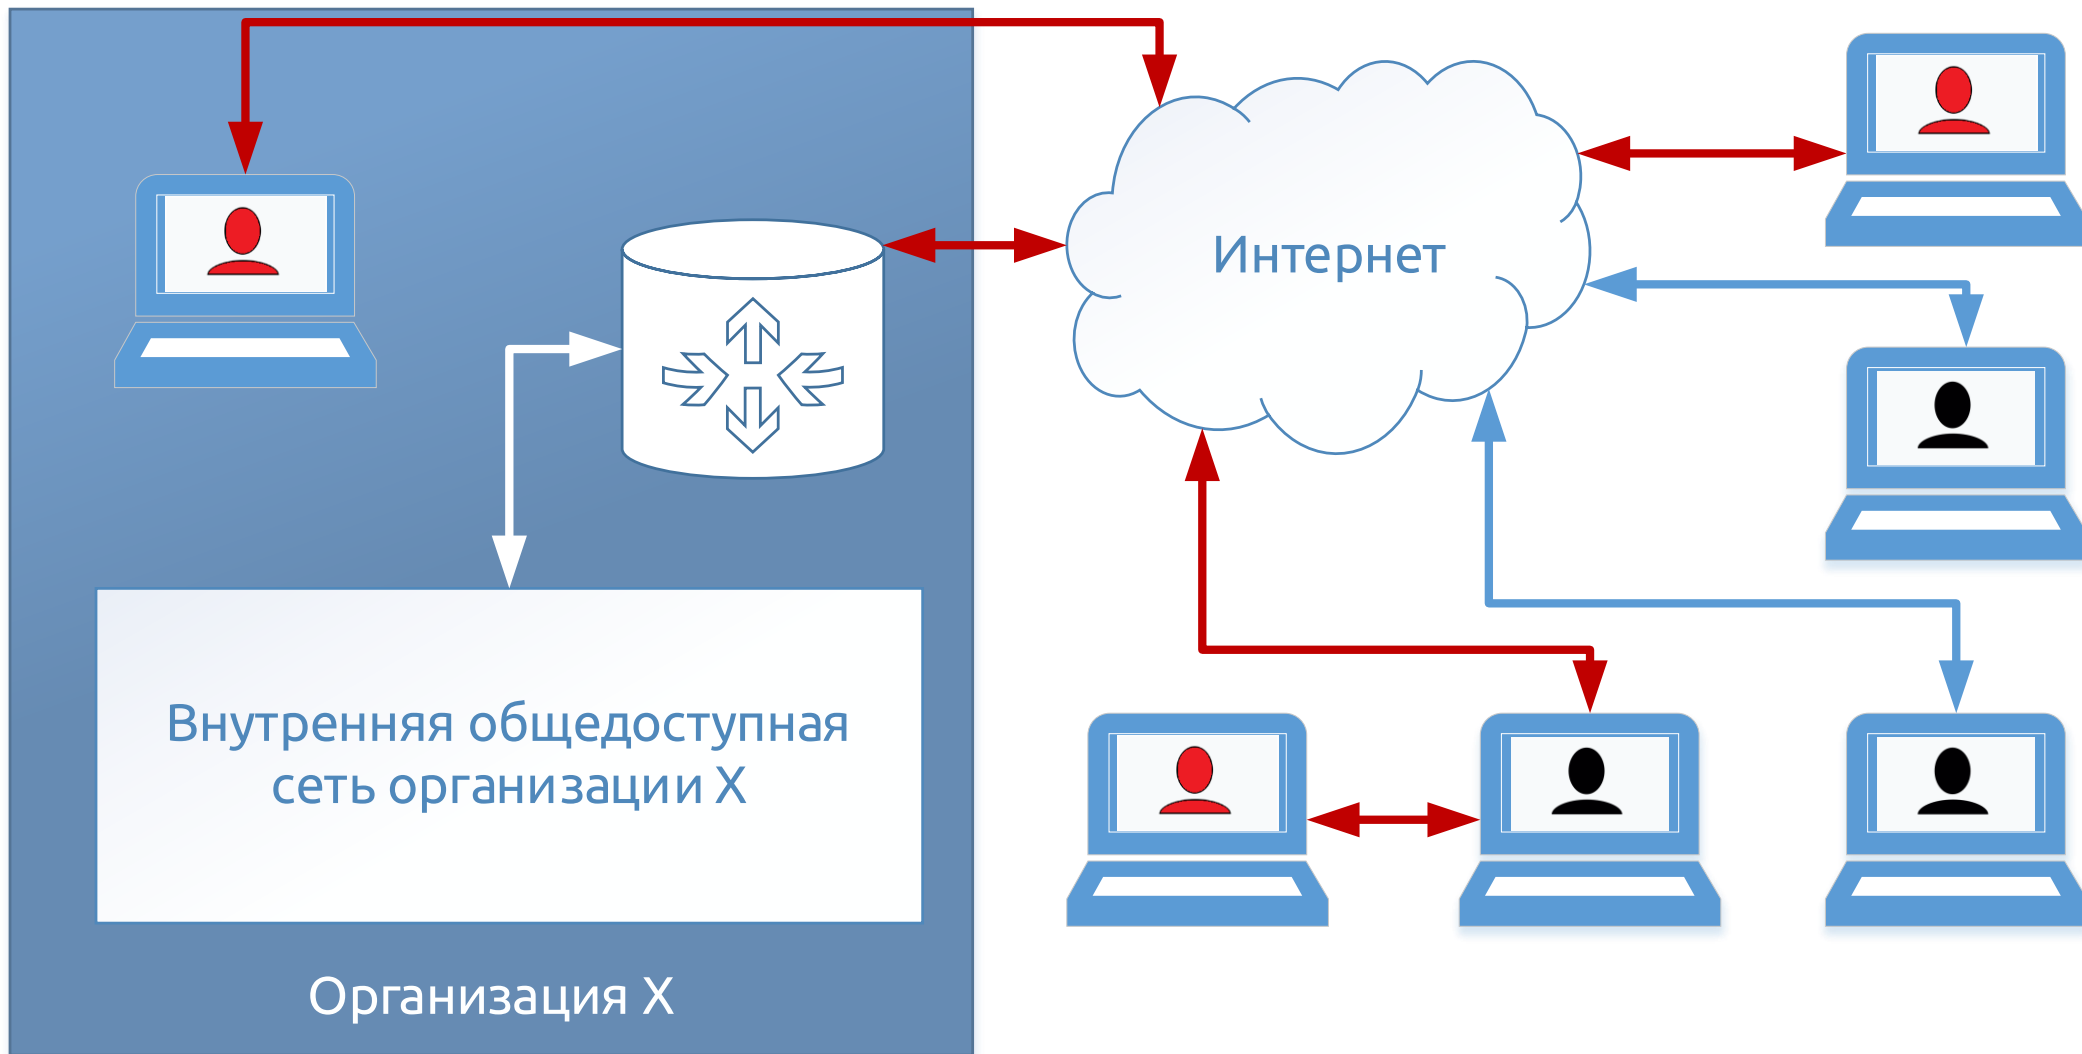 Интернет
Внутренняя общедоступная
сеть организации X
Организация X